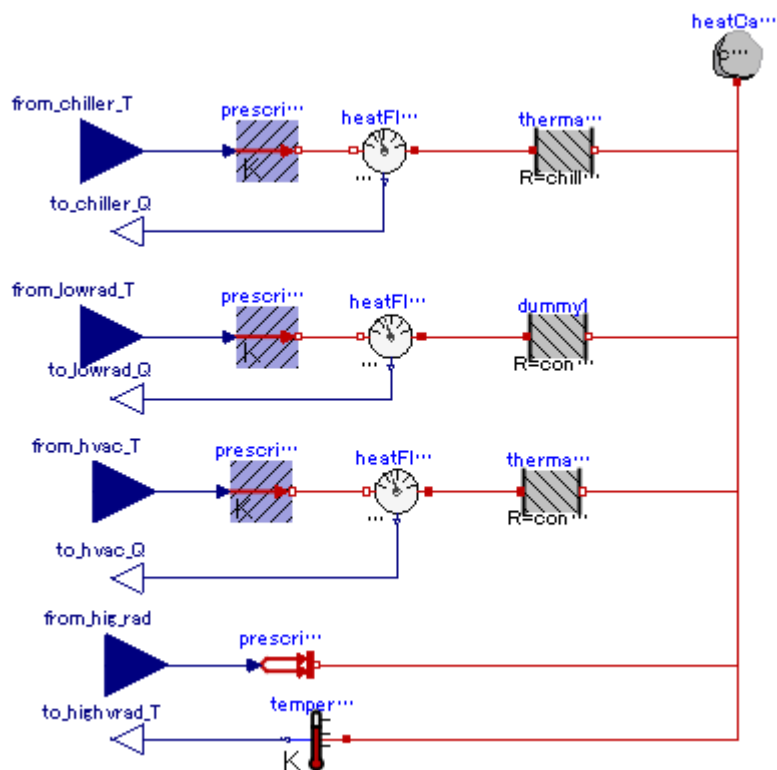 heatCa···
c···
from_chiller_T
prescri···
heatFl···
therma···
K
···
R=chill···
to_chiller_Q
from_lowrad_T
prescri···
heatFl···
dummy1
K
···
R=con···
to_lowrad_Q
from_hvac_T
prescri···
heatFl···
therma···
K
···
R=con···
to_hvac_Q
from_hig_rad
prescri···
to_highvrad_T
temper···
K